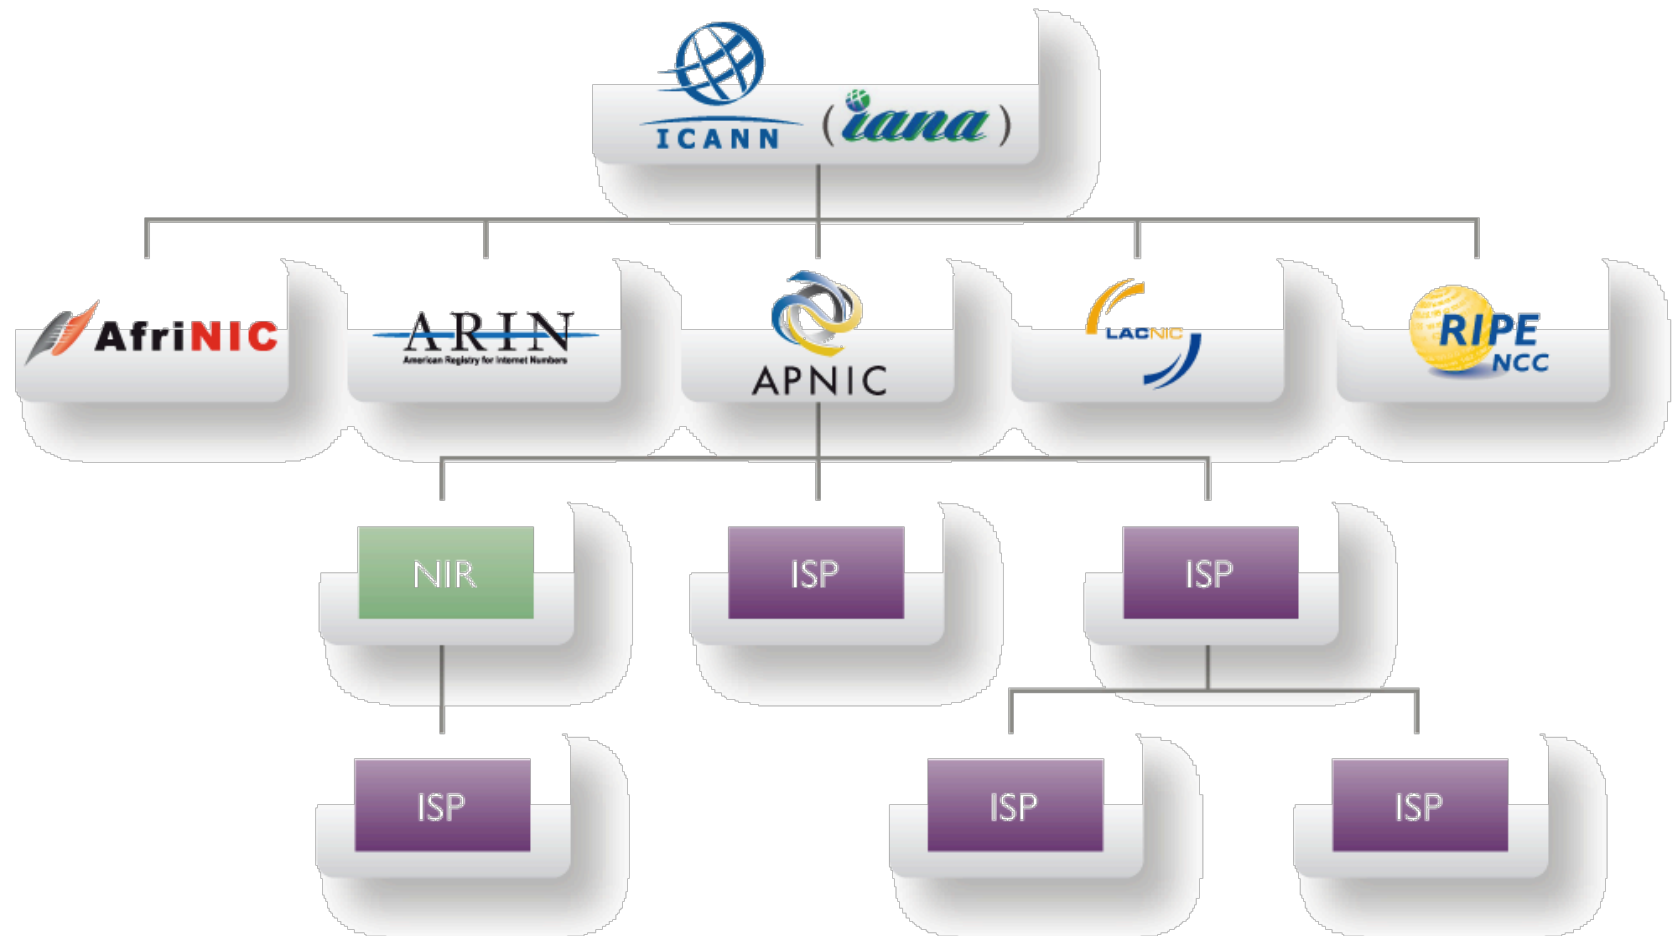 ICANN
(iana)
AfriNIC
ARIN
American Registry for Internet Numbers
APNIC
LACNIC
RIPE
NCC
NIR
ISP
ISP
ISP
ISP
ISP